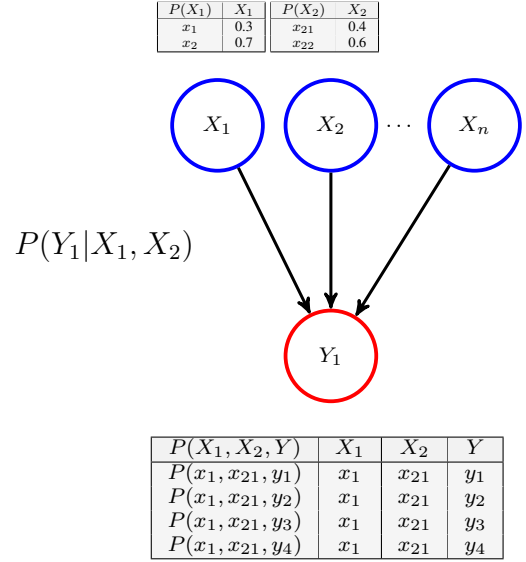 P(X₁) X₁ P(X₂) X₂
x₁ 0.3 x₂₁ 0.4
x₂ 0.7 x₂₂ 0.6
X₁ X₂ ... Xₙ
P(Y₁|X₁, X₂)
Y₁
P(X₁, X₂, Y) X₁ X₂ Y
P(x₁, x₂₁, y₁) x₁ x₂₁ y₁
P(x₁, x₂₁, y₂) x₁ x₂₁ y₂
P(x₁, x₂₁, y₃) x₁ x₂₁ y₃
P(x₁, x₂₁, y₄) x₁ x₂₁ y₄